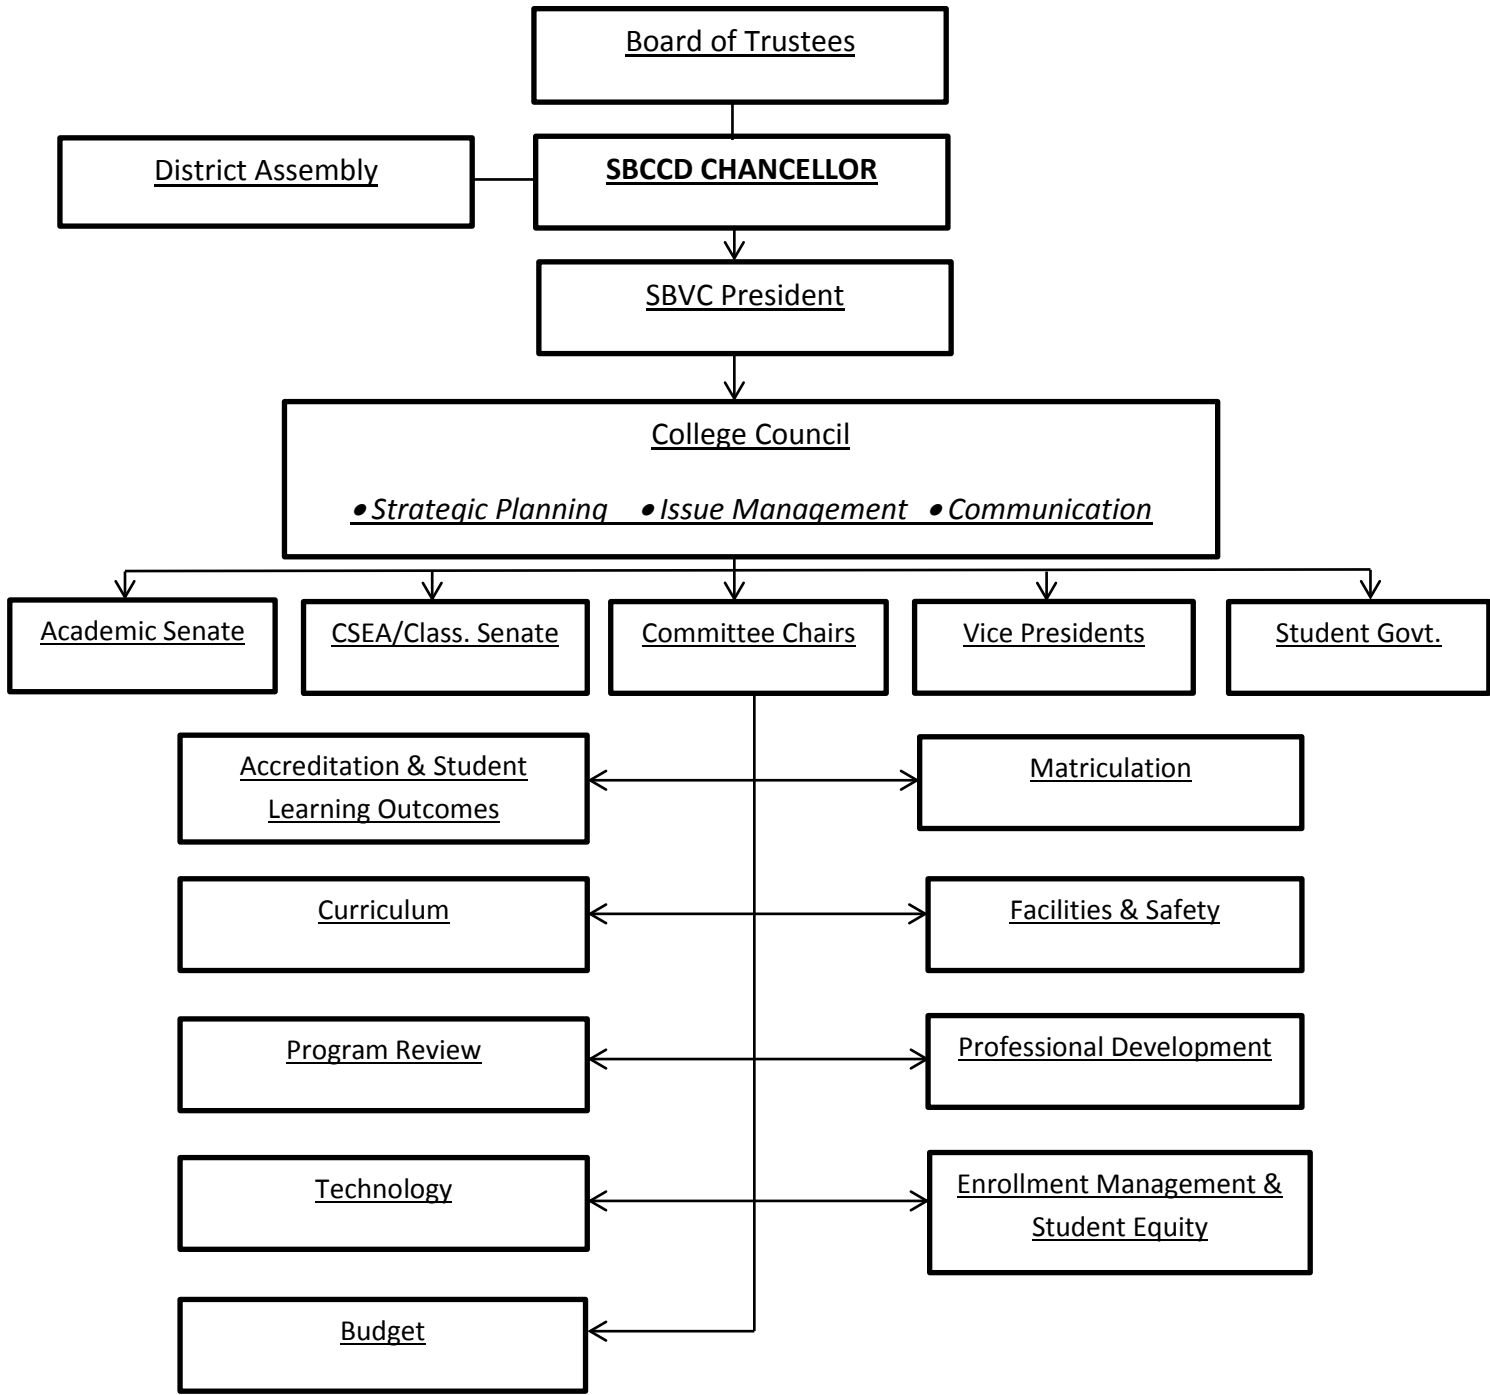 Board of Trustees
District Assembly
SBCCD CHANCELLOR
SBVC President
College Council
• Strategic Planning • Issue Management • Communication
Academic Senate
CSEA/Class. Senate
Committee Chairs
Vice Presidents
Student Govt.
Accreditation & Student
Learning Outcomes
Matriculation
Curriculum
Facilities & Safety
Program Review
Professional Development
Technology
Enrollment Management &
Student Equity
Budget